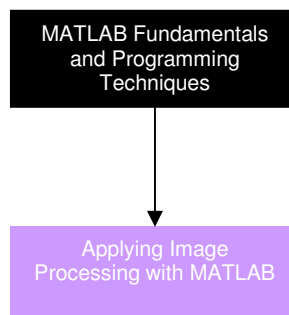 MATLAB Fundamentals
and Programming
Techniques
Applying Image
Processing with MATLAB